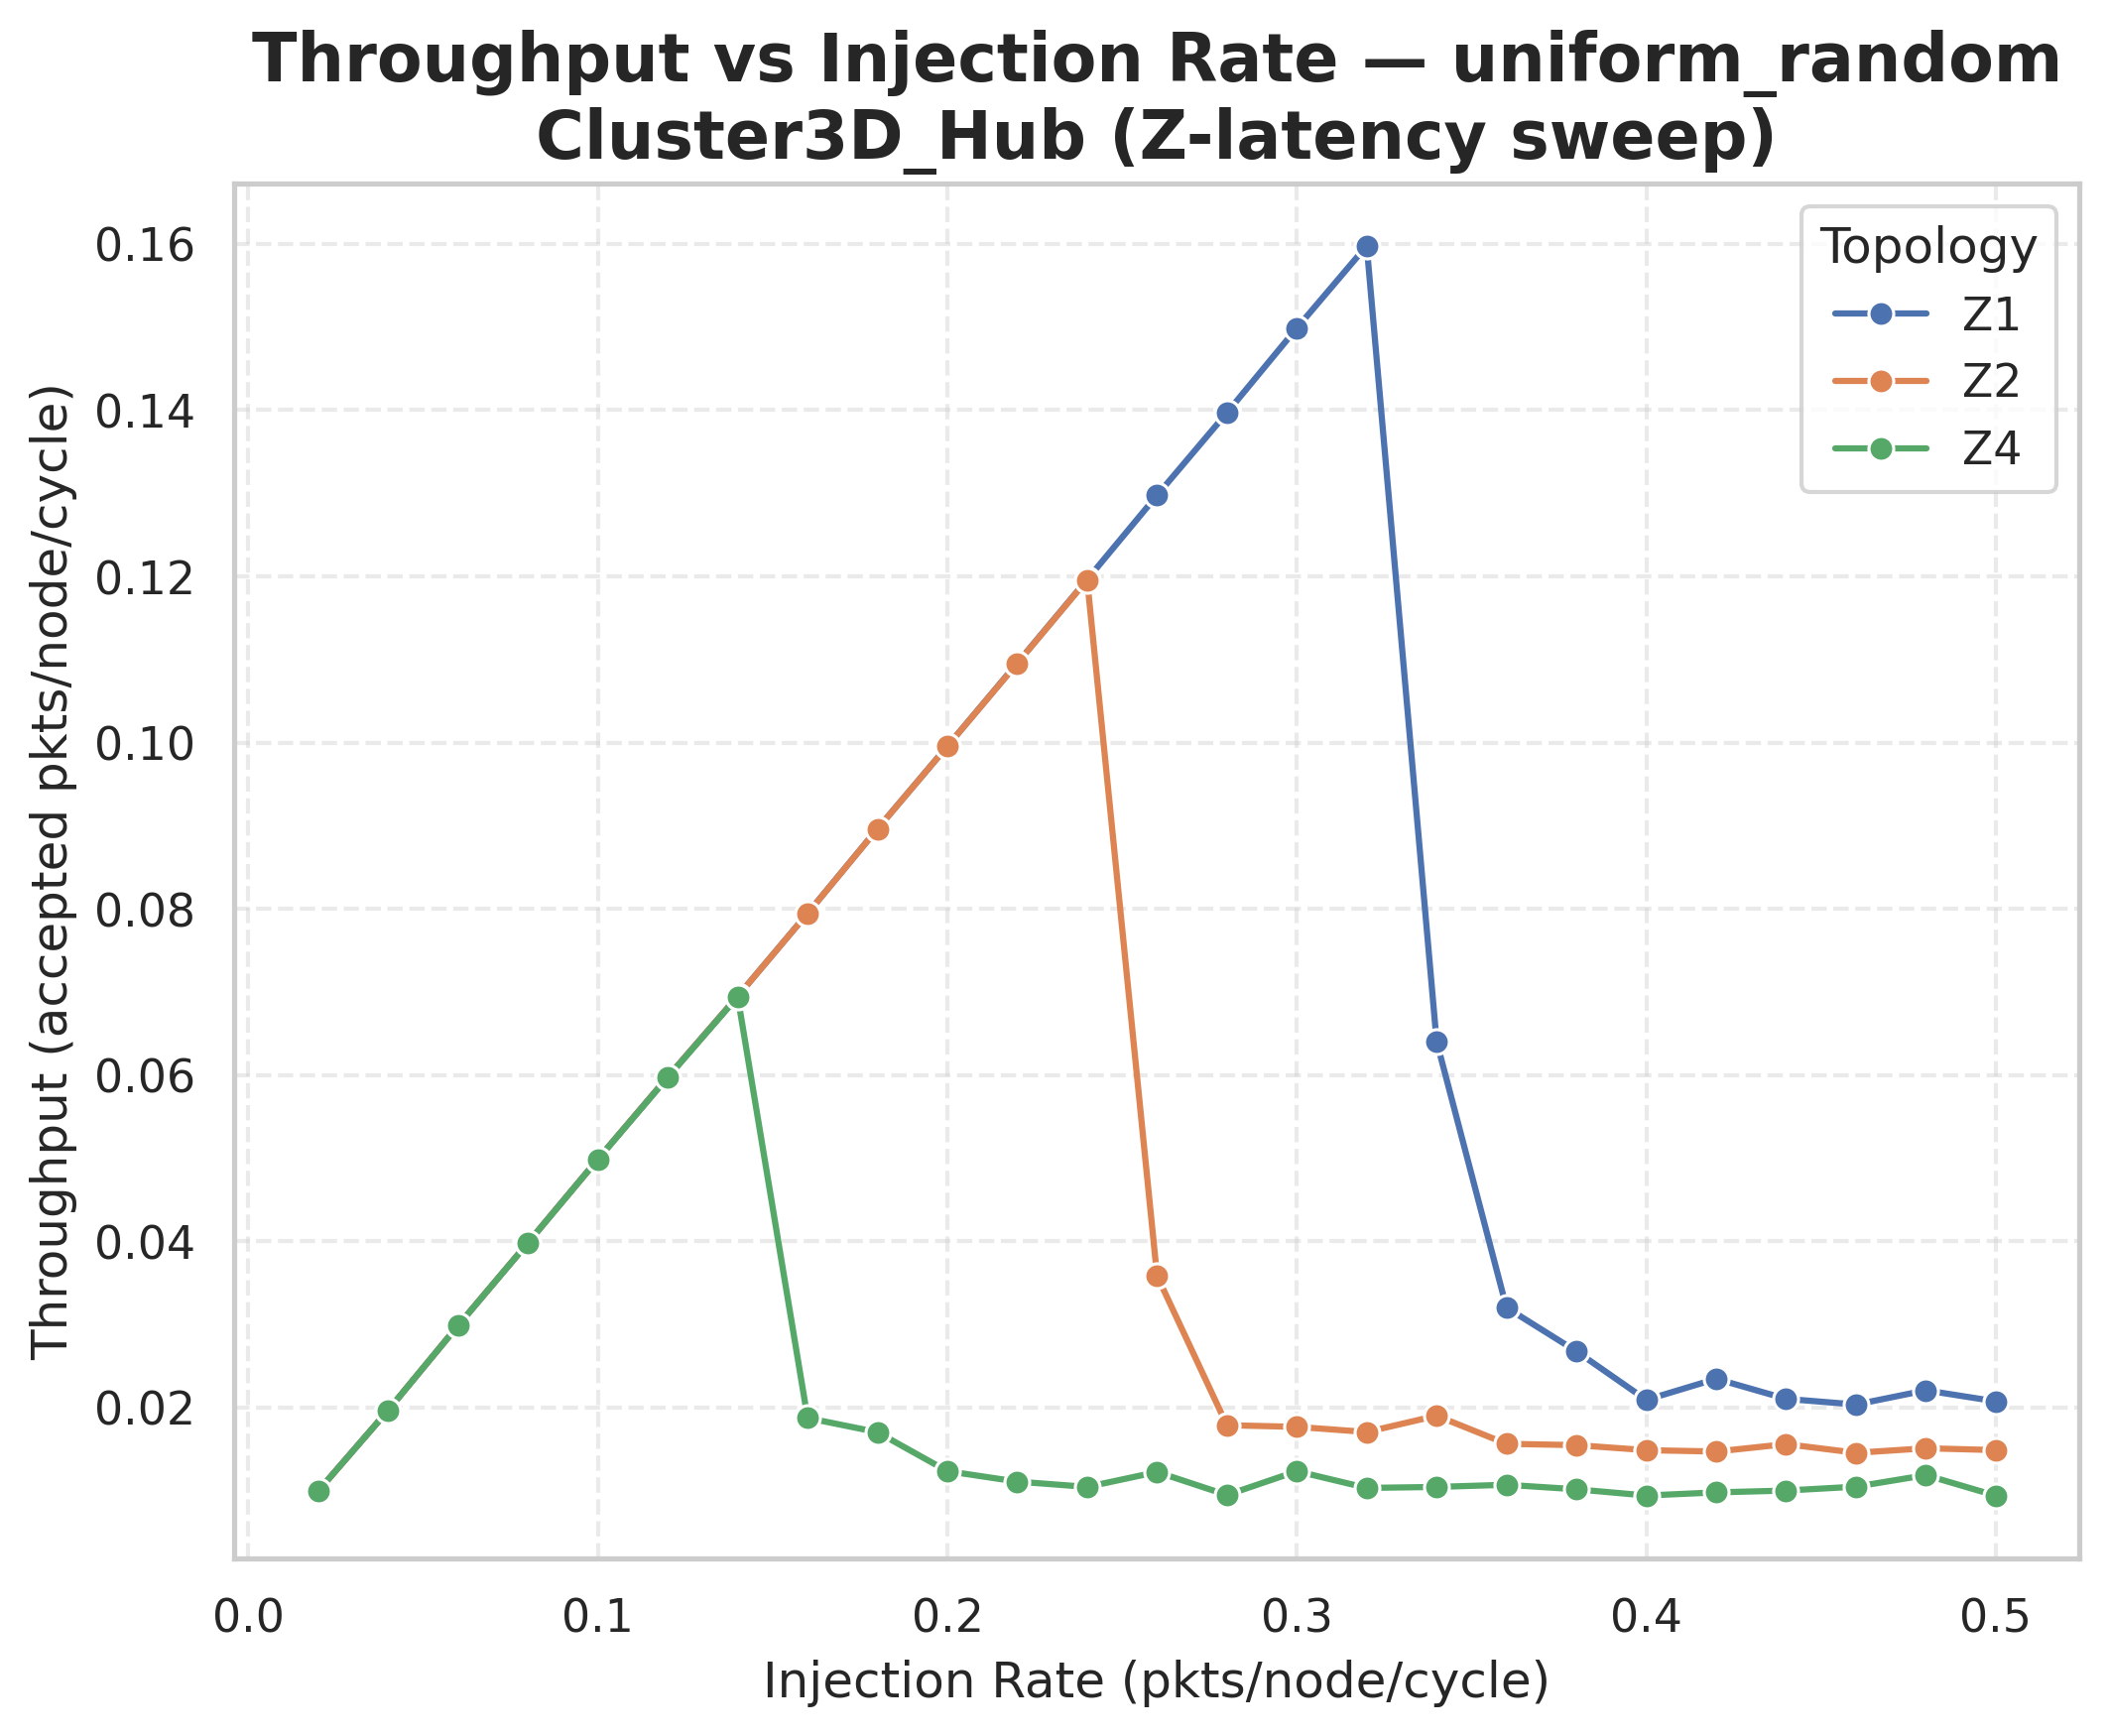 Throughput vs Injection Rate — uniform_random
Cluster3D_Hub (Z-latency sweep)
Throughput (accepted pkts/node/cycle)
0.16
0.14
0.12
0.10
0.08
0.06
0.04
0.02
Topology
Z1
Z2
Z4
0.0 0.1 0.2 0.3 0.4 0.5
Injection Rate (pkts/node/cycle)